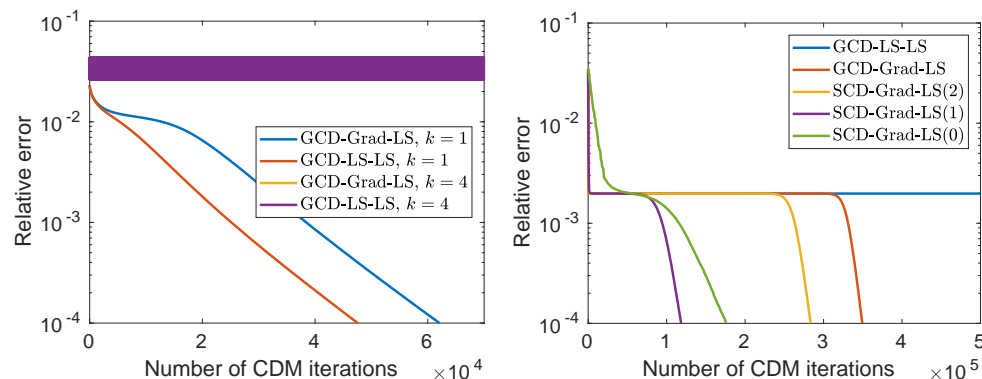 10^-1
10^-2
10^-3
10^-4
Relative error
0 2 4 6
×10^4
Number of CDM iterations
GCD-Grad-LS, k = 1
GCD-LS-LS, k = 1
GCD-Grad-LS, k = 4
GCD-LS-LS, k = 4
10^-1
10^-2
10^-3
10^-4
Relative error
0 1 2 3 4 5
×10^5
Number of CDM iterations
GCD-LS-LS
GCD-Grad-LS
SCD-Grad-LS(2)
SCD-Grad-LS(1)
SCD-Grad-LS(0)